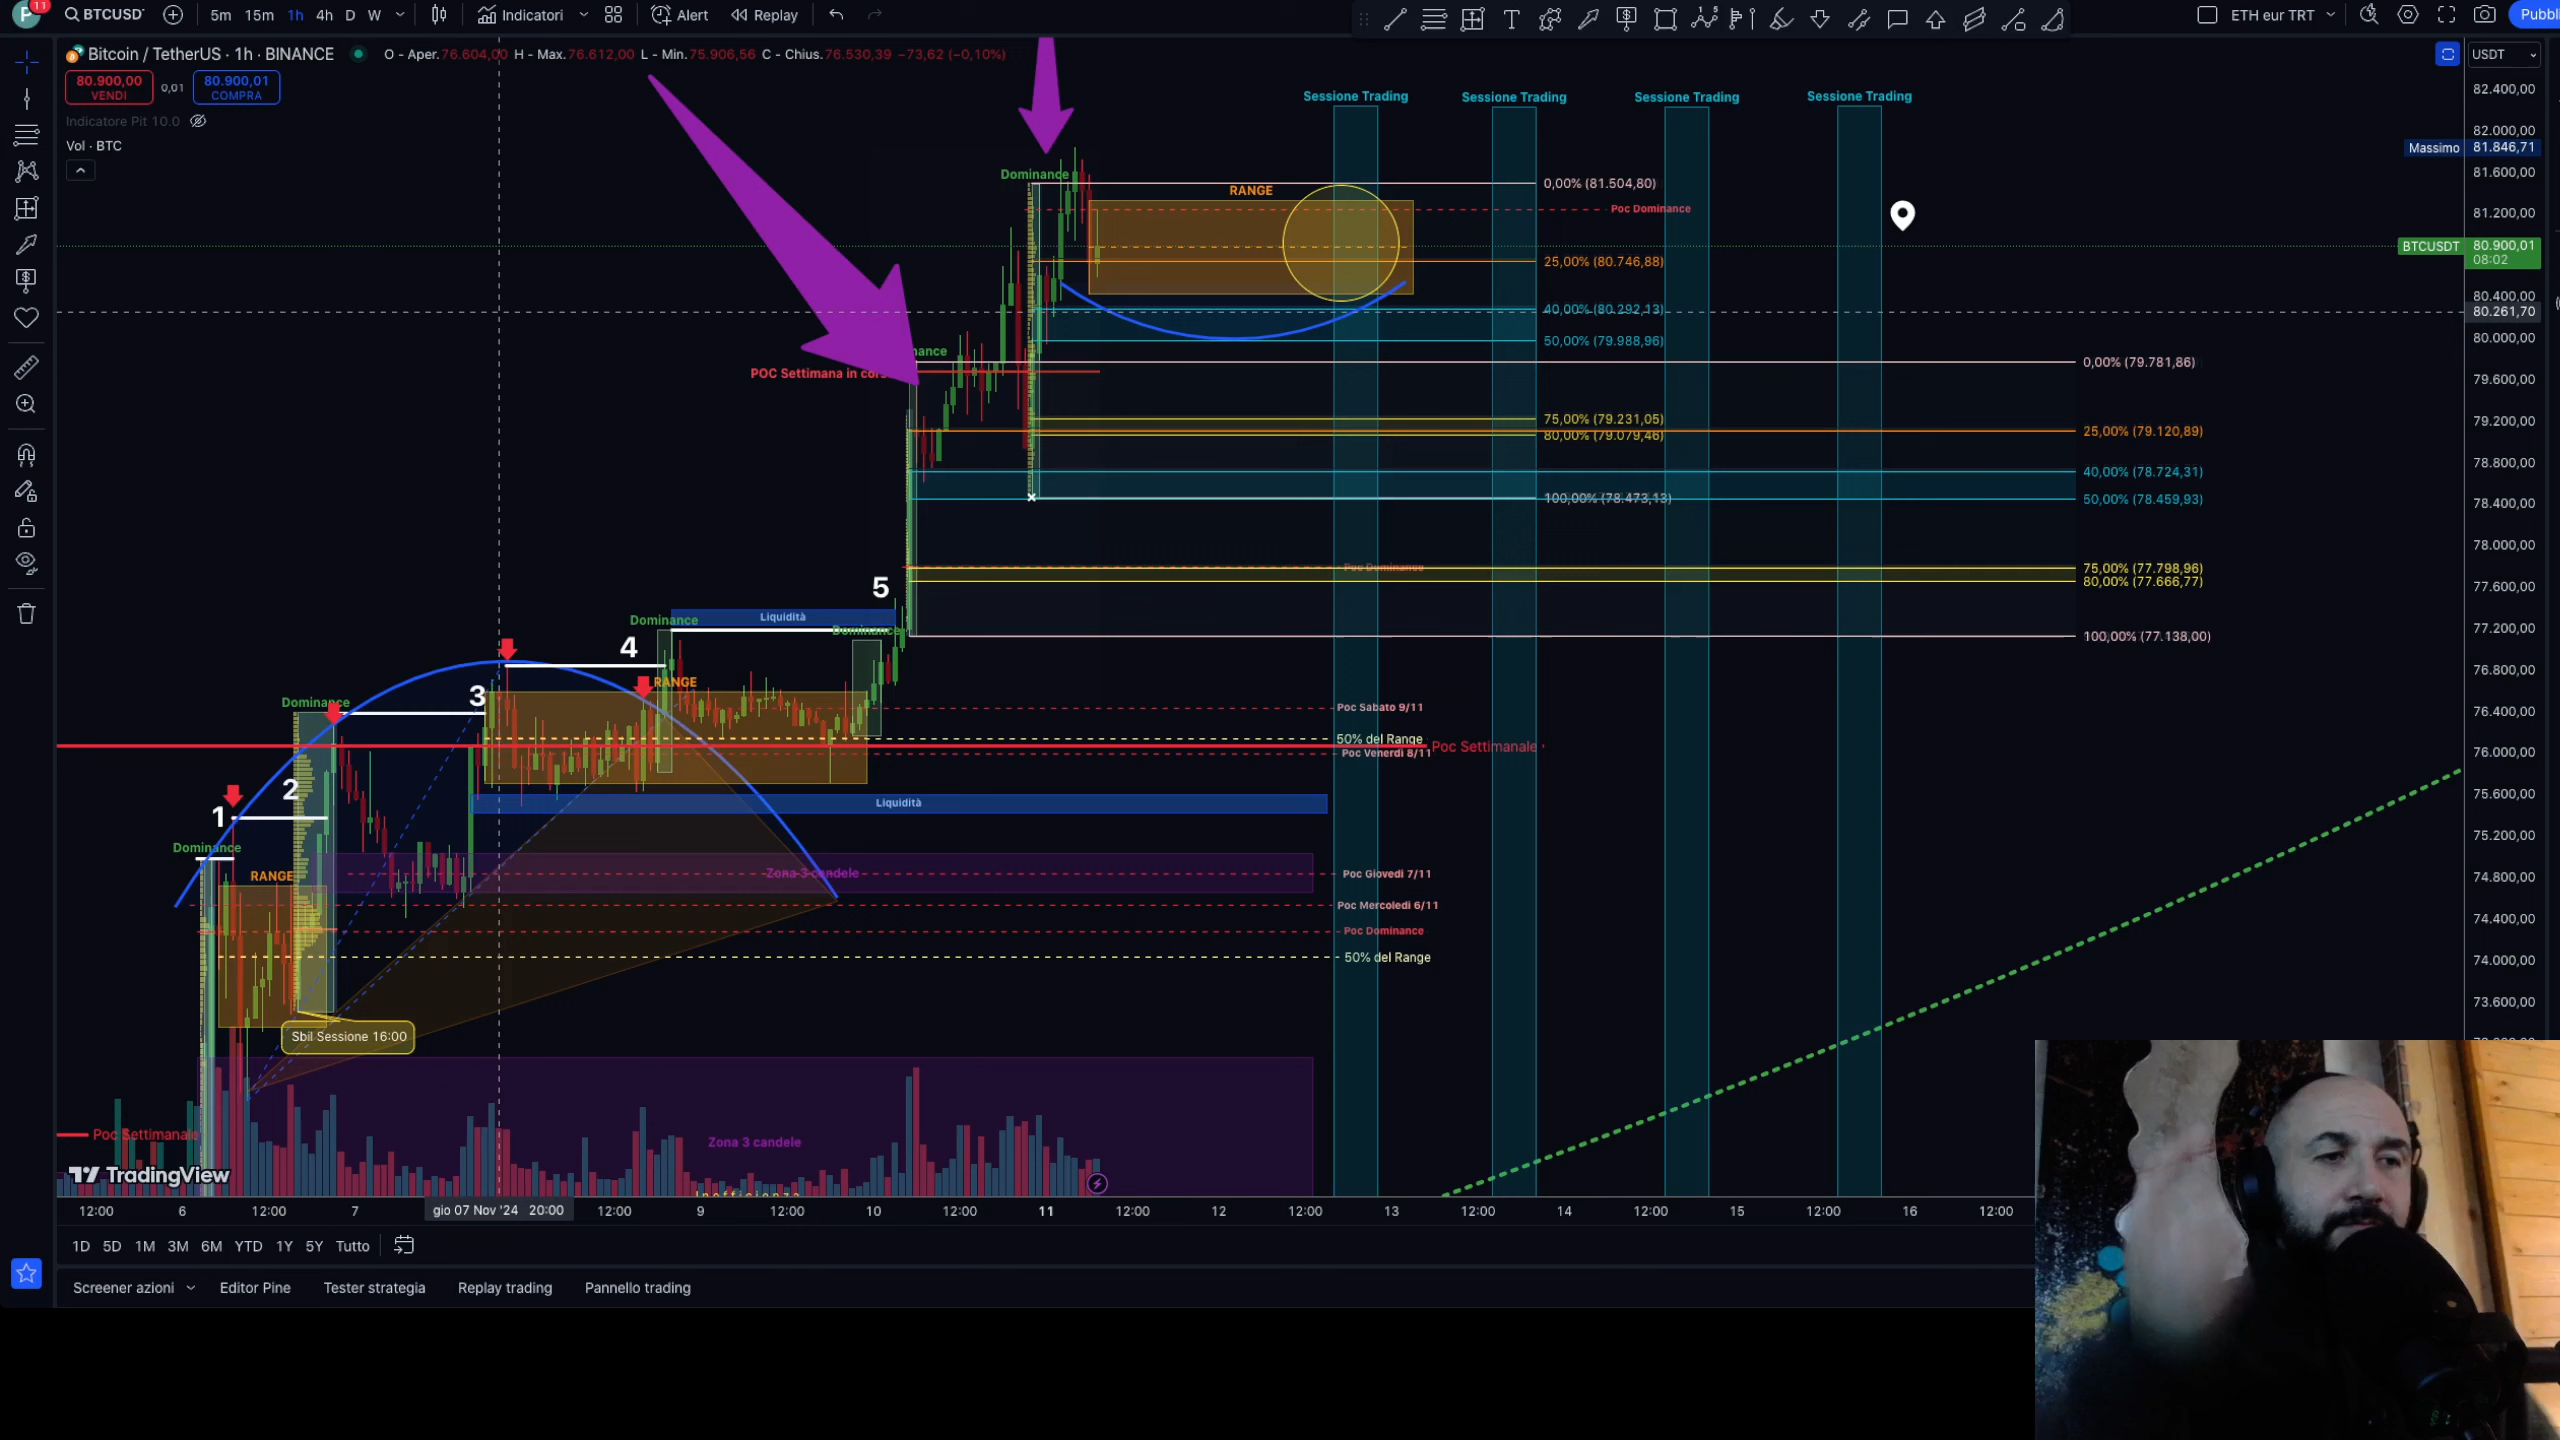 P
11
BTCUSDT
5m
15m
1h
4h
D
W
Indicatori
Alert
Replay
ETH eur TRT
Bitcoin / TetherUS · 1h · BINANCE
O - Aper.76.604,00 H - Max.76.612,00 L - Min.75.906,56 C - Chius.76.530,39 −73,62 (−0,10%)
USDT
80.900,00
VENDI
0,01
80.900,01
COMPRA
Indicatore Pit 10.0
Vol · BTC
Sessione Trading
Sessione Trading
Sessione Trading
Sessione Trading
82.400,00
82.000,00
Massimo 81.846,71
81.600,00
81.200,00
BTCUSDT 80.900,01
08:02
80.400,00
80.261,70
80.000,00
79.600,00
79.200,00
78.800,00
78.400,00
78.000,00
77.600,00
77.200,00
76.800,00
76.400,00
76.000,00
75.600,00
75.200,00
74.800,00
74.400,00
74.000,00
73.600,00
Dominance
RANGE
0,00% (81.504,80)
Poc Dominance
25,00% (80.746,88)
40,00% (80.292,13)
50,00% (79.988,96)
75,00% (79.231,05)
80,00% (79.079,46)
100,00% (78.473,13)
0,00% (79.781,86)
25,00% (79.120,89)
40,00% (78.724,31)
50,00% (78.459,93)
75,00% (77.798,96)
80,00% (77.666,77)
100,00% (77.138,00)
POC Settimana in
Poc Dominance
5
Dominance
Liquidità
Dominance
4
RANGE
3
Dominance
Poc Sabato 9/11
50% del Range
Poc Settimanale
Poc Venerdì 8/11
2
1
Liquidità
Dominance
RANGE
Zona 3 candele
Poc Giovedì 7/11
Poc Mercoledì 6/11
Poc Dominance
50% del Range
Sbil Sessione 16:00
Poc Settimanale
Zona 3 candele
Inefficienza
TradingView
12:00
6
12:00
7
gio 07 Nov '24 20:00
12:00
9
12:00
10
12:00
11
12:00
12
12:00
13
12:00
14
12:00
15
12:00
16
12:00
1D
5D
1M
3M
6M
YTD
1Y
5Y
Tutto
Screener azioni
Editor Pine
Tester strategia
Replay trading
Pannello trading